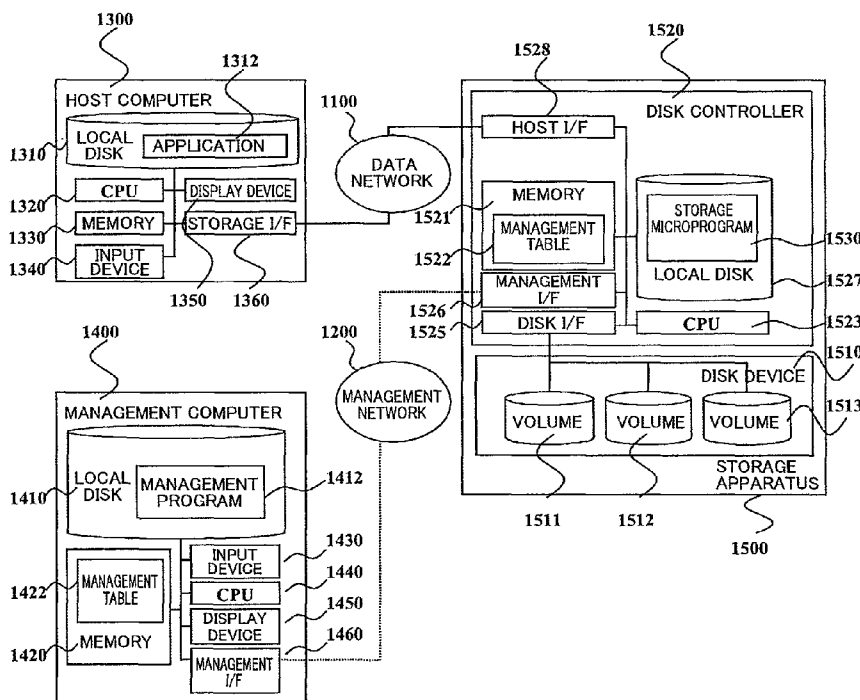 1300
1312
HOST COMPUTER
LOCAL DISK
APPLICATION
1310
CPU
1320
DISPLAY DEVICE
MEMORY
1330
STORAGE I/F
INPUT DEVICE
1340
1350
1360
1100
DATA NETWORK
1528
1520
DISK CONTROLLER
HOST I/F
MEMORY
1521
MANAGEMENT TABLE
1522
STORAGE MICROPROGRAM
1530
LOCAL DISK
1527
MANAGEMENT I/F
1526
DISK I/F
1525
CPU
1523
1510
DISK DEVICE
VOLUME
VOLUME
VOLUME
1513
STORAGE APPARATUS
1511
1512
1500
1200
MANAGEMENT NETWORK
1400
MANAGEMENT COMPUTER
LOCAL DISK
MANAGEMENT PROGRAM
1410
1412
INPUT DEVICE
1430
CPU
1440
DISPLAY DEVICE
1450
MANAGEMENT I/F
1460
MANAGEMENT TABLE
1422
MEMORY
1420